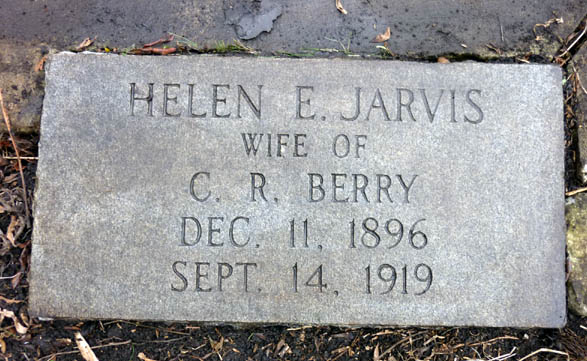 HELEN E. JARVIS
WIFE OF
C. R. BERRY
DEC. 11, 1896
SEPT. 14, 1919